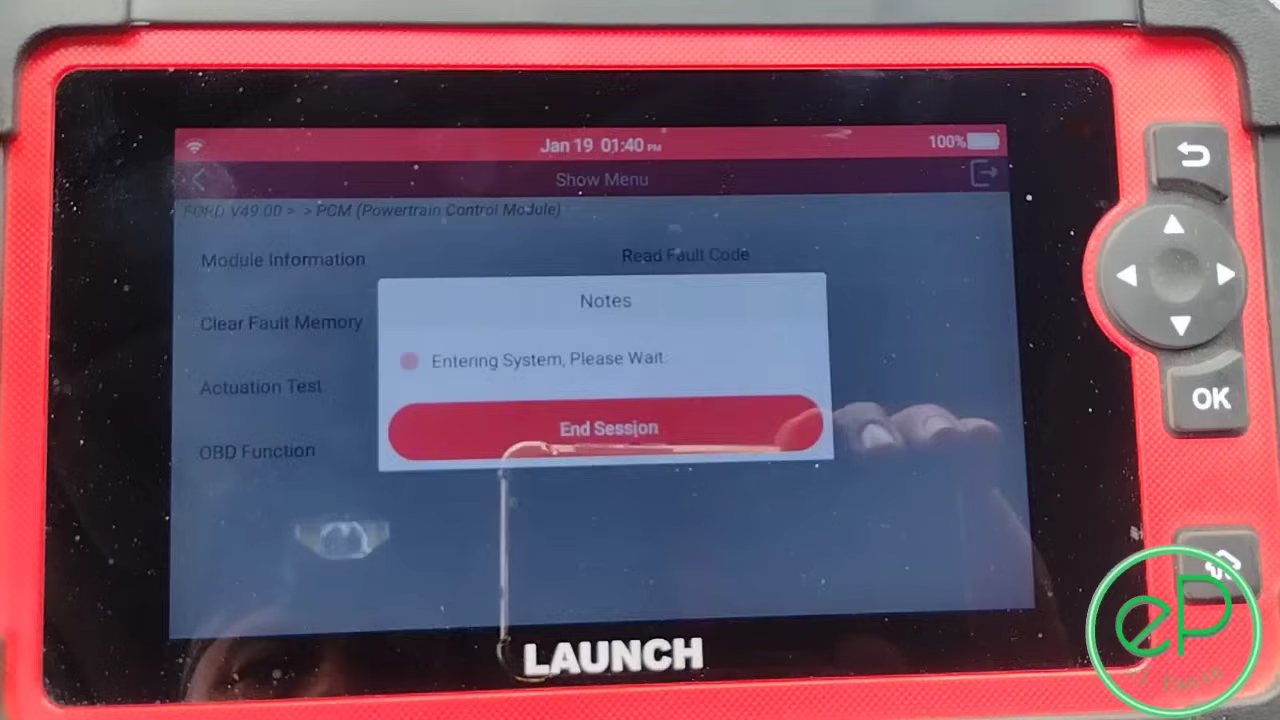 Jan 19 01:40 PM
100%
Show Menu
FORD V49.00 > > PCM (Powertrain Control Module)
Module Information
Read Fault Code
Clear Fault Memory
Actuation Test
OBD Function
Notes
Entering System, Please Wait.
End Session
OK
LAUNCH
eP